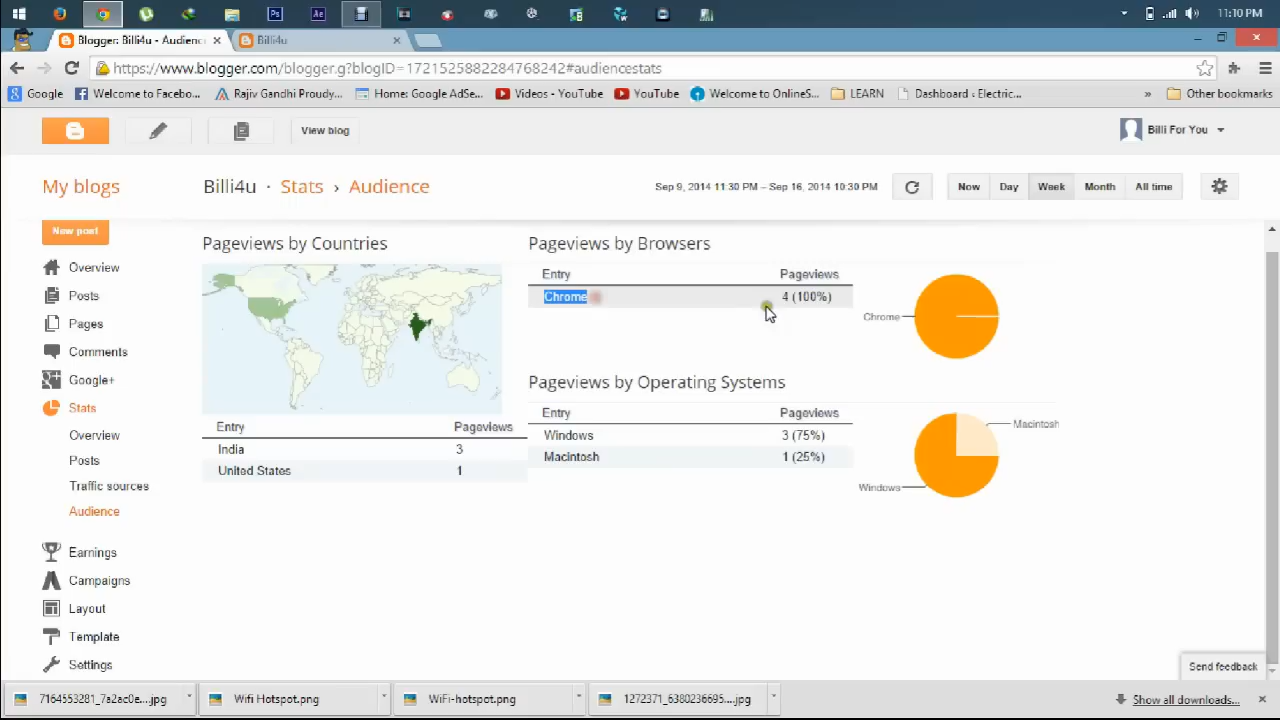 11:10 PM
Blogger: Billi4u - Audienc
Billi4u
https://www.blogger.com/blogger.g?blogID=1721525882284768242#audiencestats
Google
Welcome to Facebo...
Rajiv Gandhi Proudy...
Home: Google AdSe...
Videos - YouTube
YouTube
Welcome to OnlineS...
LEARN
Dashboard ‹ Electric...
»
Other bookmarks
View blog
Billi For You
My blogs
Billi4u · Stats › Audience
Sep 9, 2014 11:30 PM – Sep 16, 2014 10:30 PM
Now Day Week Month All time
New post
Overview
Posts
Pages
Comments
Google+
Stats
Overview
Posts
Traffic sources
Audience
Earnings
Campaigns
Layout
Template
Settings
Pageviews by Countries
Entry Pageviews
India 3
United States 1
Pageviews by Browsers
Entry Pageviews
Chrome 4 (100%)
Chrome
Pageviews by Operating Systems
Entry Pageviews
Windows 3 (75%)
Macintosh 1 (25%)
Macintosh
Windows
Send feedback
7164553281_7a2ac0e....jpg
Wifi Hotspot.png
WiFi-hotspot.png
1272371_6380236695...jpg
Show all downloads...